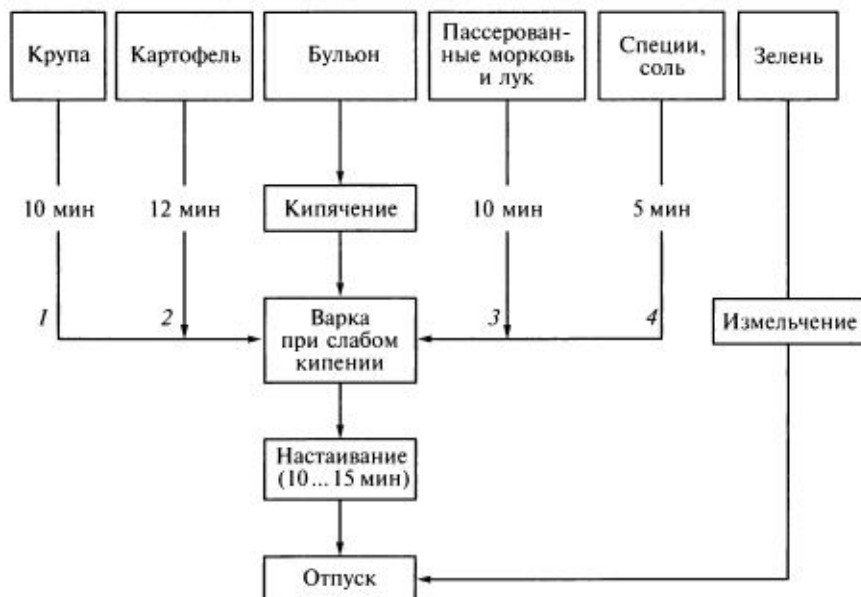 Крупа
Картофель
Бульон
Пассерован-
ные морковь
и лук
Специи,
соль
Зелень
10 мин
12 мин
Кипячение
10 мин
5 мин
1
2
Варка
при слабом
кипении
3
4
Измельчение
Настаивание
(10 ... 15 мин)
Отпуск